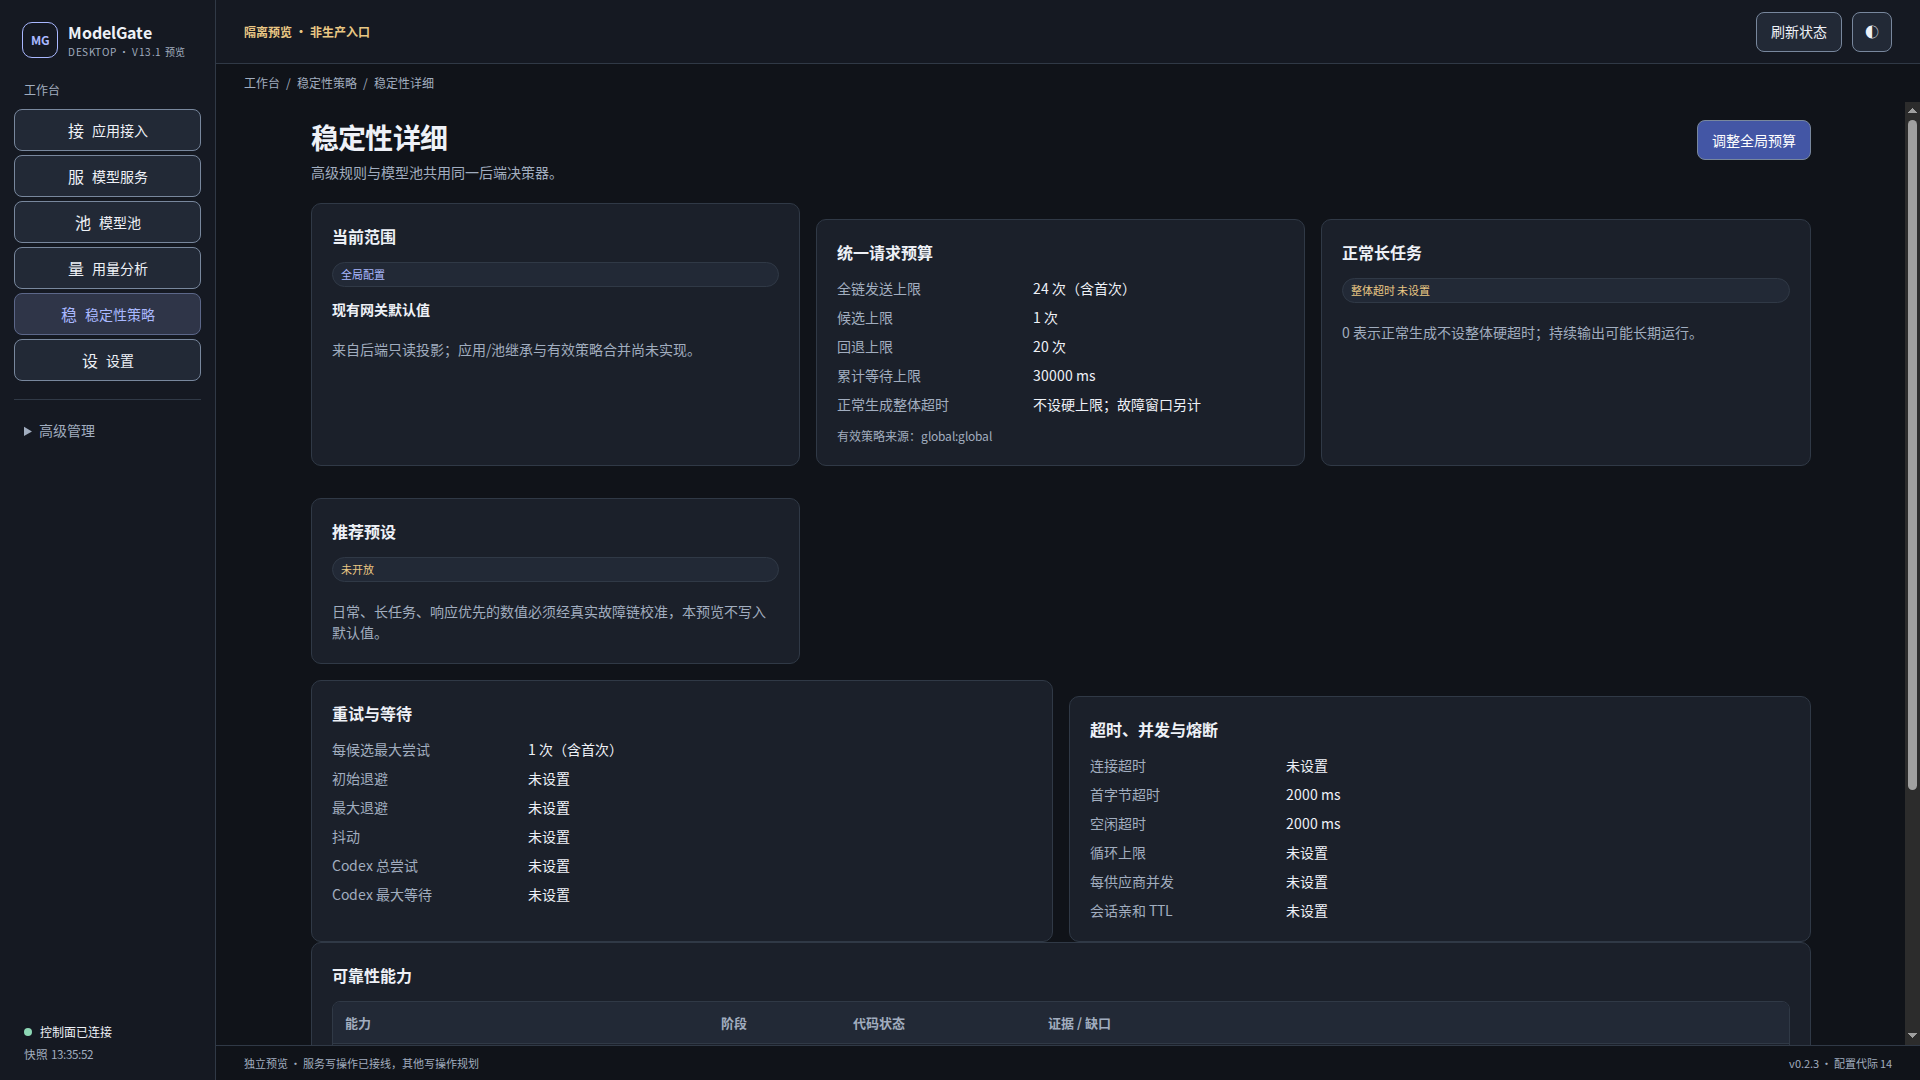 MG
ModelGate
DESKTOP · V13.1 预览
工作台
接 应用接入
服 模型服务
池 模型池
量 用量分析
稳 稳定性策略
设 设置
▶ 高级管理
控制面已连接
快照 13:35:52
隔离预览 · 非生产入口
刷新状态
工作台 / 稳定性策略 / 稳定性详细
稳定性详细
高级规则与模型池共用同一后端决策器。
调整全局预算
当前范围
全局配置
现有网关默认值
来自后端只读投影；应用/池继承与有效策略合并尚未实现。
统一请求预算
全链发送上限 24 次（含首次）
候选上限 1 次
回退上限 20 次
累计等待上限 30000 ms
正常生成整体超时 不设硬上限；故障窗口另计
有效策略来源：global:global
正常长任务
整体超时 未设置
0 表示正常生成不设整体硬超时；持续输出可能长期运行。
推荐预设
未开放
日常、长任务、响应优先的数值必须经真实故障链校准，本预览不写入
默认值。
重试与等待
每候选最大尝试 1 次（含首次）
初始退避 未设置
最大退避 未设置
抖动 未设置
Codex 总尝试 未设置
Codex 最大等待 未设置
超时、并发与熔断
连接超时 未设置
首字节超时 2000 ms
空闲超时 2000 ms
循环上限 未设置
每供应商并发 未设置
会话亲和 TTL 未设置
可靠性能力
能力 阶段 代码状态 证据 / 缺口
独立预览 · 服务写操作已接线，其他写操作规划
v0.2.3 · 配置代际 14